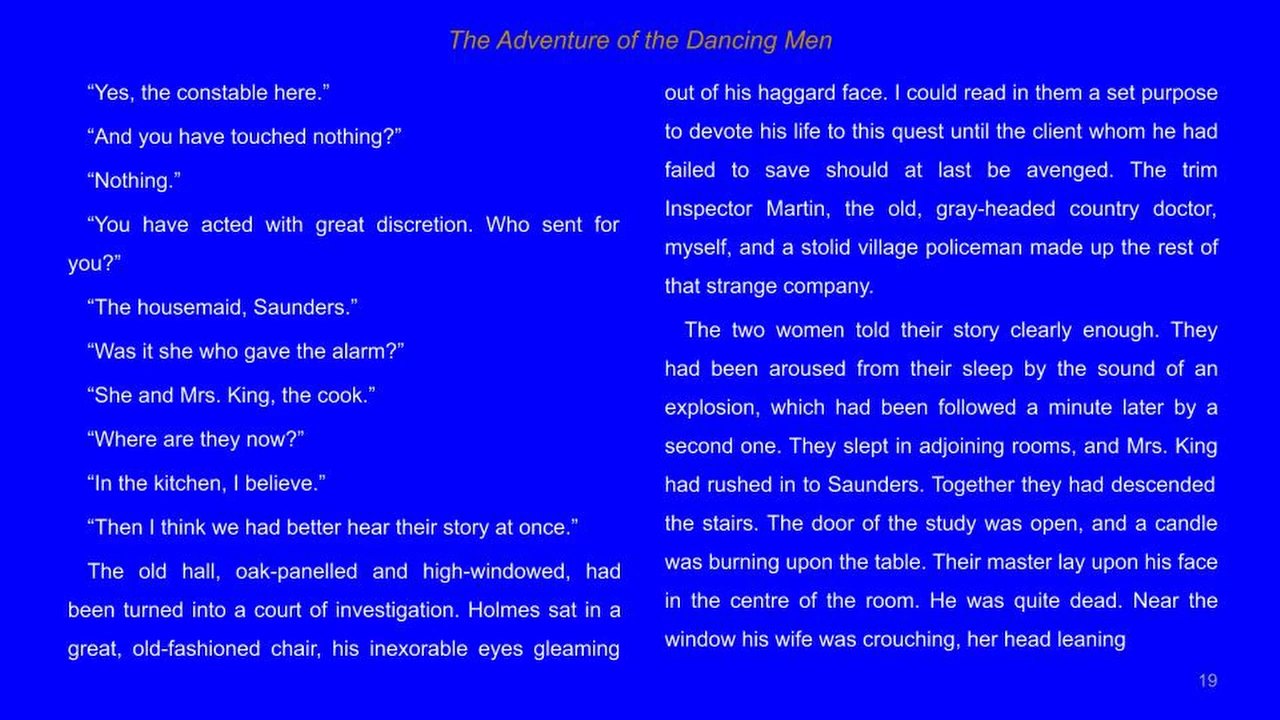 The Adventure of the Dancing Men
“Yes, the constable here.”
“And you have touched nothing?”
“Nothing.”
“You have acted with great discretion. Who sent for
you?”
“The housemaid, Saunders.”
“Was it she who gave the alarm?”
“She and Mrs. King, the cook.”
“Where are they now?”
“In the kitchen, I believe.”
“Then I think we had better hear their story at once.”
The old hall, oak-panelled and high-windowed, had
been turned into a court of investigation. Holmes sat in a
great, old-fashioned chair, his inexorable eyes gleaming
out of his haggard face. I could read in them a set purpose
to devote his life to this quest until the client whom he had
failed to save should at last be avenged. The trim
Inspector Martin, the old, gray-headed country doctor,
myself, and a stolid village policeman made up the rest of
that strange company.
The two women told their story clearly enough. They
had been aroused from their sleep by the sound of an
explosion, which had been followed a minute later by a
second one. They slept in adjoining rooms, and Mrs. King
had rushed in to Saunders. Together they had descended
the stairs. The door of the study was open, and a candle
was burning upon the table. Their master lay upon his face
in the centre of the room. He was quite dead. Near the
window his wife was crouching, her head leaning
19